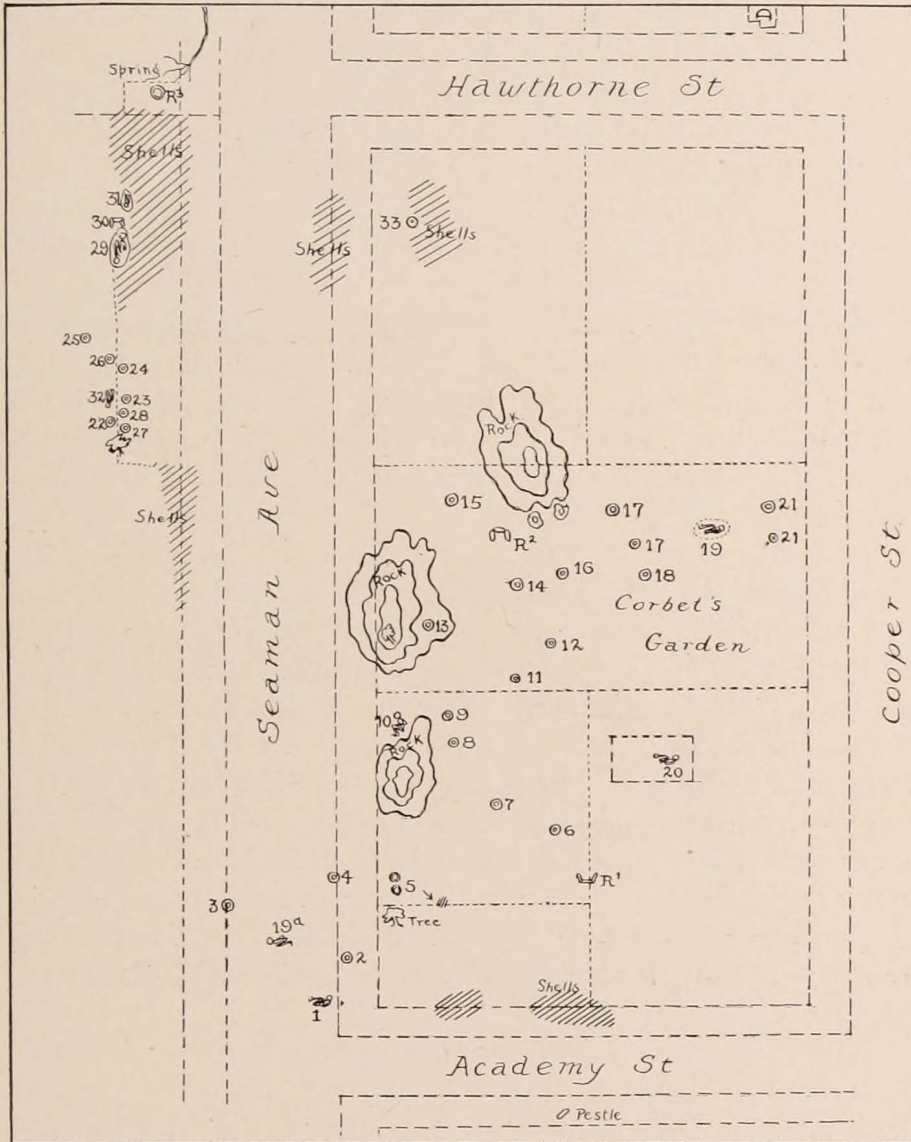 Spring
R³
Hawthorne St
Shells
31
30
29
33
Shells
Shells
25
26
24
32
23
28
22
27
Rock
15
17
21
Shells
R²
17
19
21
16
18
14
Rock
Corbet's
13
12
Garden
11
Seaman Ave
Cooper St
10
9
8
Rock
20
7
6
4
5
R¹
3
Tree
19ª
2
Shells
1
Academy St
Pestle